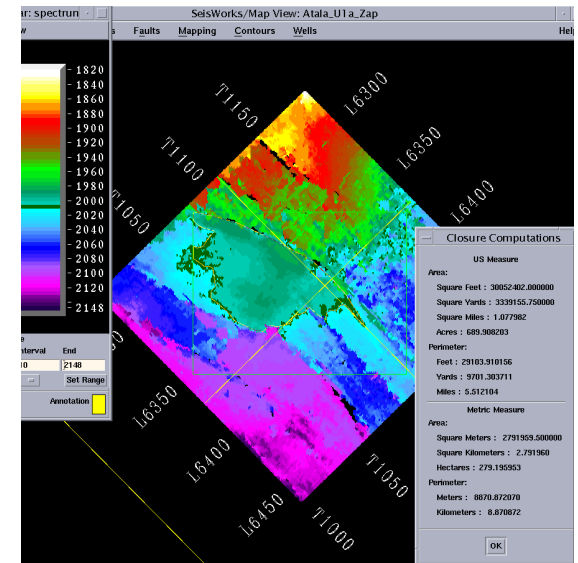 ar: spectrun
SeisWorks/Map View: Atala_U1a_Zap
Faults Mapping Contours Wells Help
1820
1840
1860
1880
1900
1920
1940
1960
1980
2000
2020
2040
2060
2080
2100
2120
2148
T1150
T1100
T1050
L6300
L6350
L6400
Closure Computations
US Measure
Area:
Square Feet : 30052402.000000
Square Yards : 3339155.750000
Square Miles : 1.077982
Acres : 689.908203
Perimeter:
Feet : 29103.910156
Yards : 9701.303711
Miles : 5.512104
Metric Measure
Area:
Square Meters : 2791959.500000
Square Kilometers : 2.791960
Hectares : 279.195953
Perimeter:
Meters : 8870.872070
Kilometers : 8.870872
OK
nterval End
2148
Set Range
Annotation
L6350
L6400
L6450
T1050
T1000